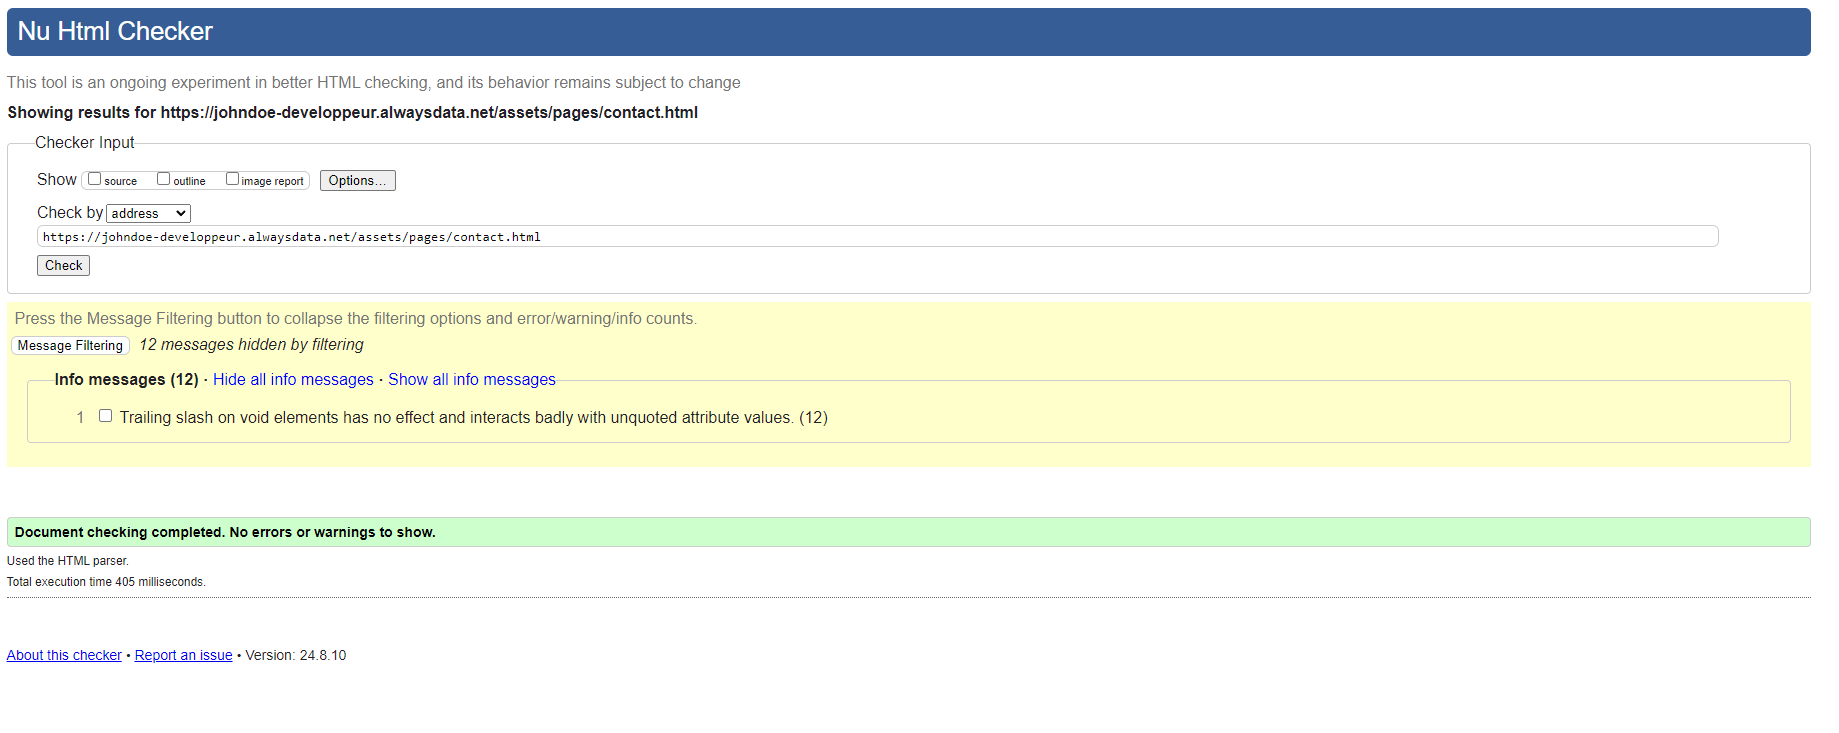 Nu Html Checker
This tool is an ongoing experiment in better HTML checking, and its behavior remains subject to change
Showing results for https://johndoe-developpeur.alwaysdata.net/assets/pages/contact.html
Checker Input
Show source outline image report Options...
Check by address
https://johndoe-developpeur.alwaysdata.net/assets/pages/contact.html
Check
Press the Message Filtering button to collapse the filtering options and error/warning/info counts.
Message Filtering 12 messages hidden by filtering
Info messages (12) · Hide all info messages · Show all info messages
1 Trailing slash on void elements has no effect and interacts badly with unquoted attribute values. (12)
Document checking completed. No errors or warnings to show.
Used the HTML parser.
Total execution time 405 milliseconds.
About this checker • Report an issue • Version: 24.8.10